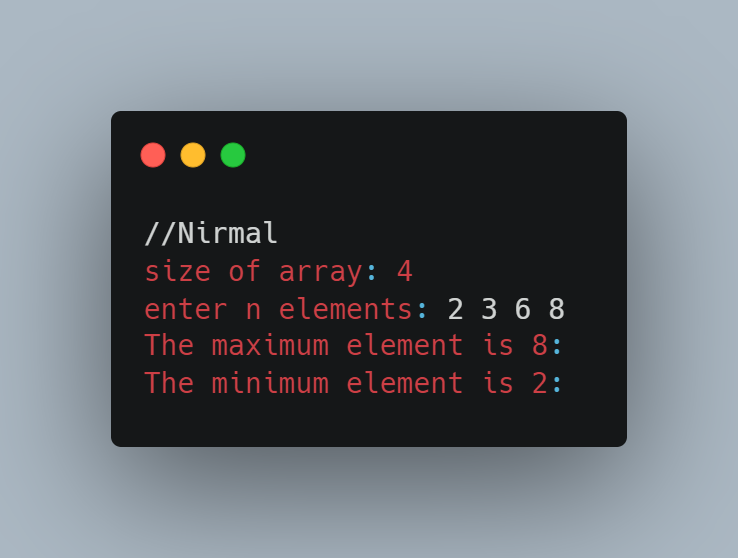 //Nirmal
size of array: 4
enter n elements: 2 3 6 8
The maximum element is 8:
The minimum element is 2: